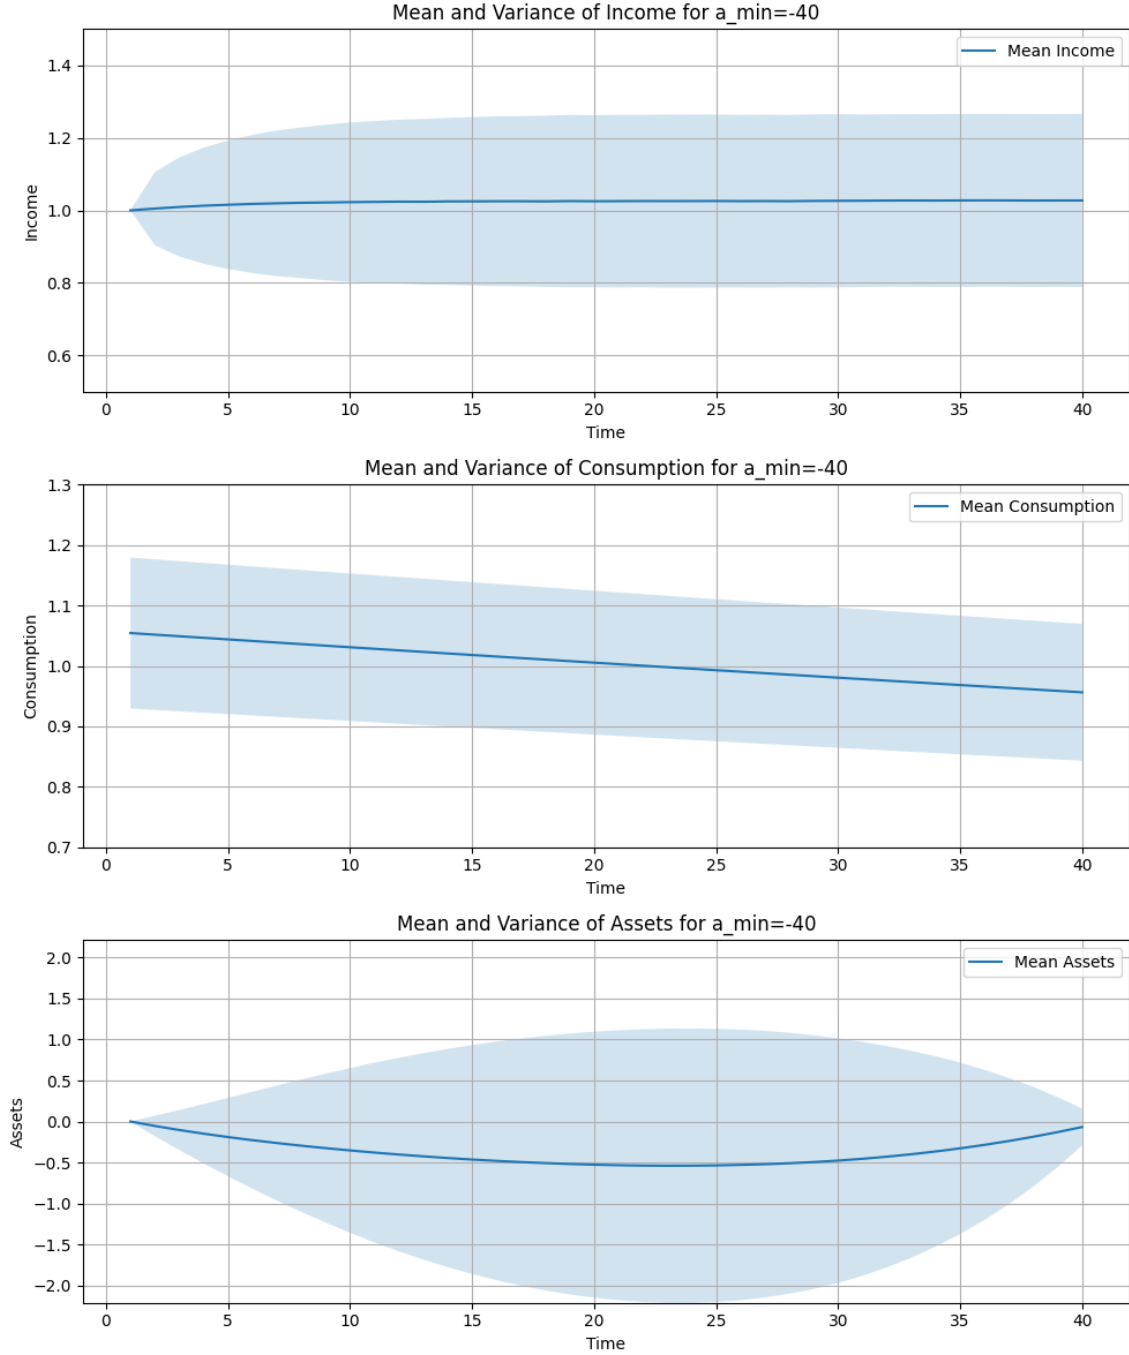 Mean and Variance of Income for a_min=-40
Mean Income
1.4
1.2
1.0
0.8
0.6
Income
0 5 10 15 20 25 30 35 40
Time
Mean and Variance of Consumption for a_min=-40
Mean Consumption
1.3
1.2
1.1
1.0
0.9
0.8
0.7
Consumption
0 5 10 15 20 25 30 35 40
Time
Mean and Variance of Assets for a_min=-40
Mean Assets
2.0
1.5
1.0
0.5
0.0
−0.5
−1.0
−1.5
−2.0
Assets
0 5 10 15 20 25 30 35 40
Time